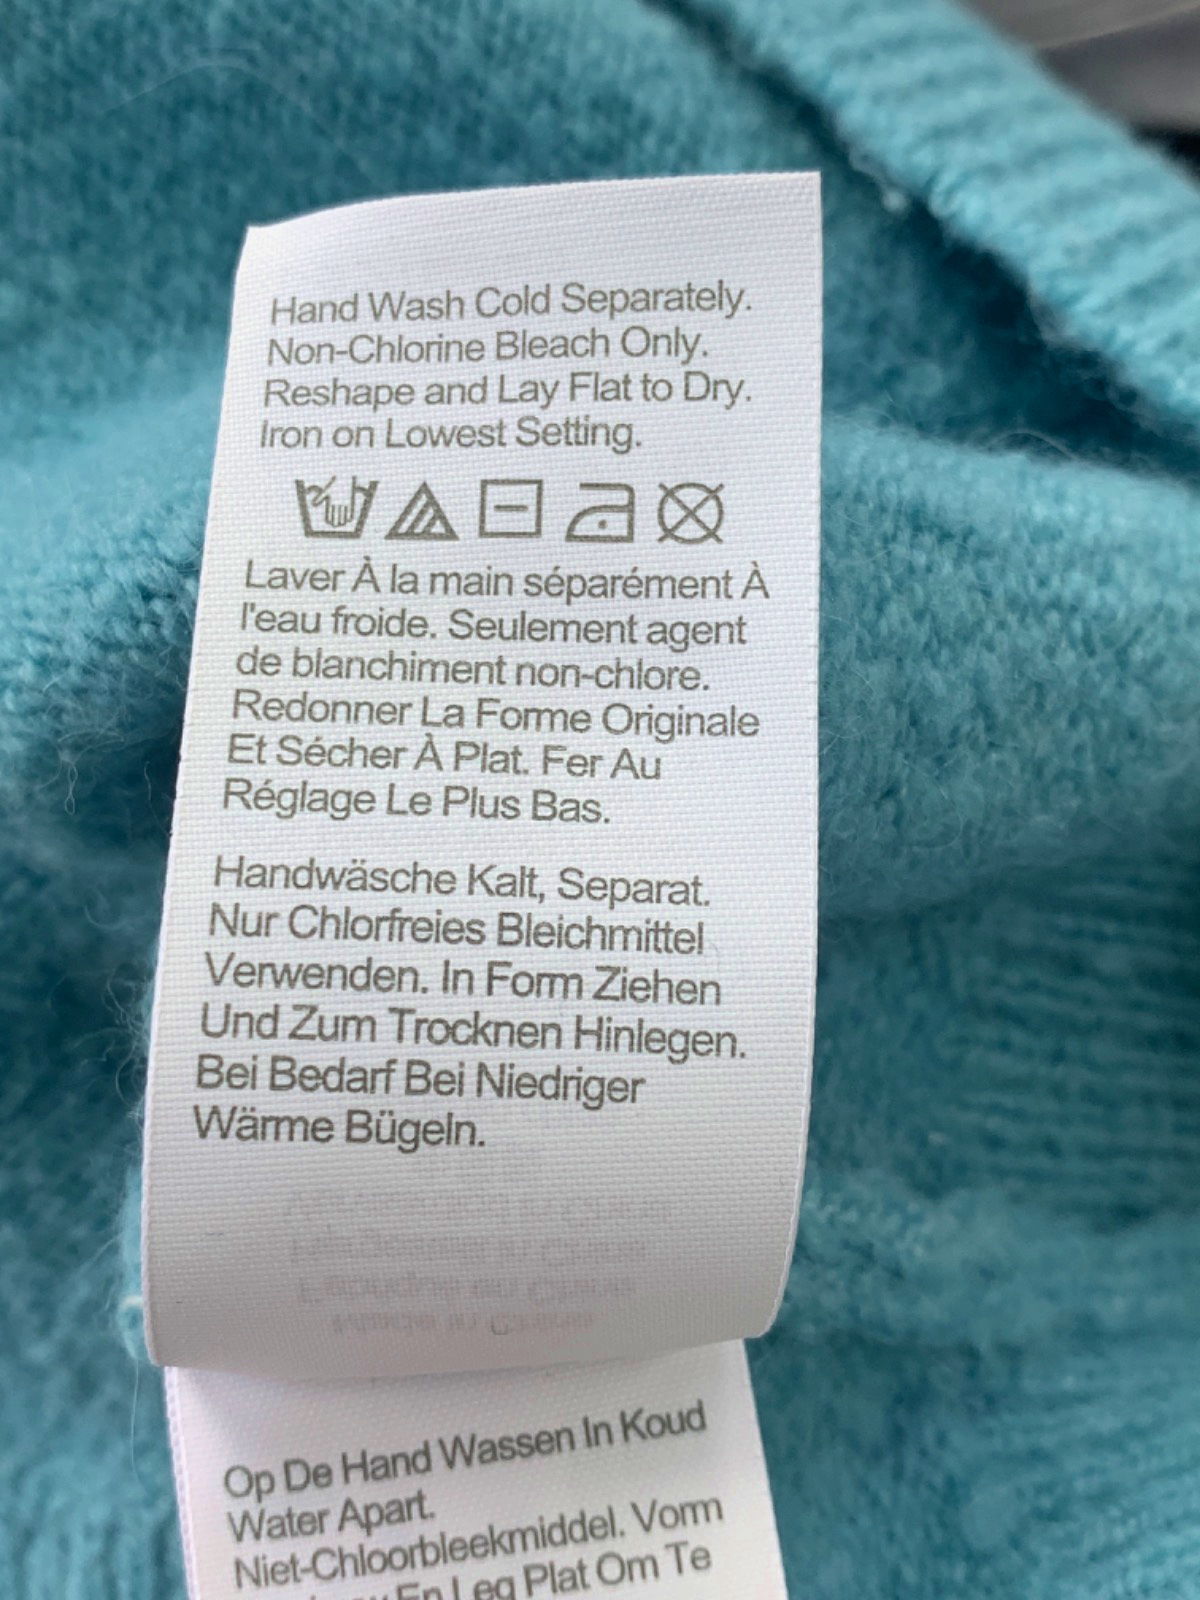 Hand Wash Cold Separately.
Non-Chlorine Bleach Only.
Reshape and Lay Flat to Dry.
Iron on Lowest Setting.
Laver À la main séparément À
l'eau froide. Seulement agent
de blanchiment non-chlore.
Redonner La Forme Originale
Et Sécher À Plat. Fer Au
Réglage Le Plus Bas.
Handwäsche Kalt, Separat.
Nur Chlorfreies Bleichmittel
Verwenden. In Form Ziehen
Und Zum Trocknen Hinlegen.
Bei Bedarf Bei Niedriger
Wärme Bügeln.
Op De Hand Wassen In Koud
Water Apart.
Niet-Chloorbleekmiddel. Vorm
En Leg Plat Om Te